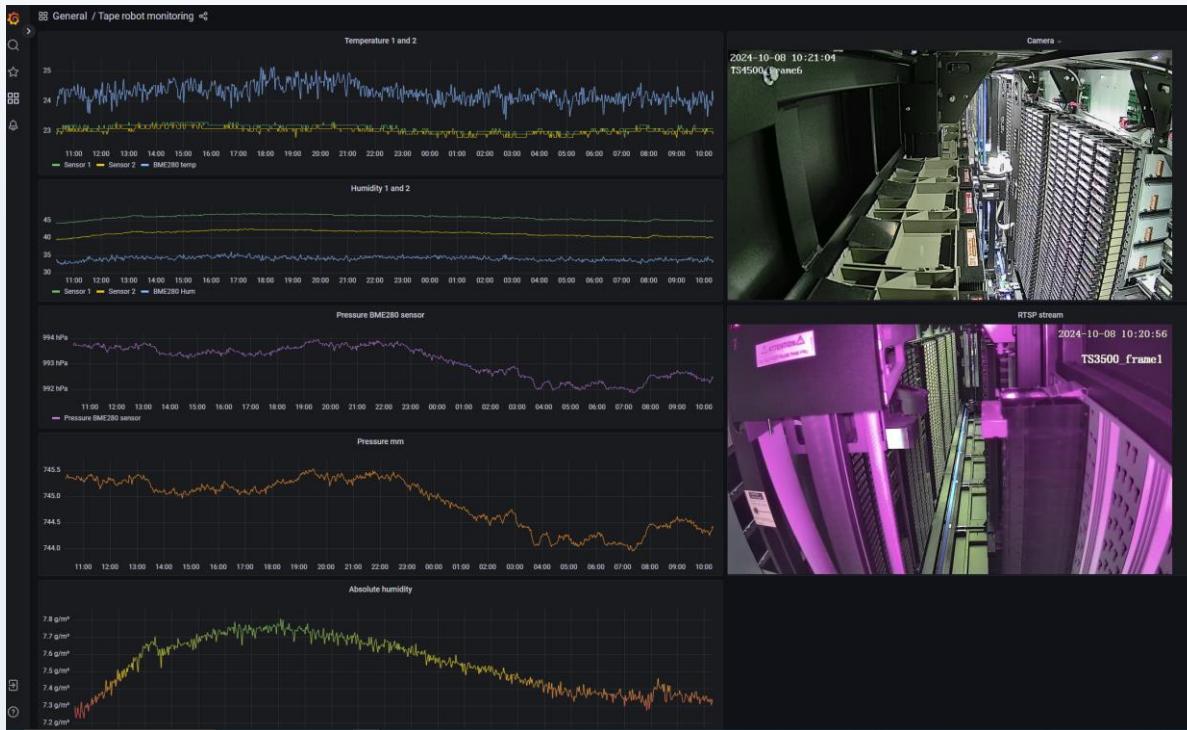 General / Tape robot monitoring
Temperature 1 and 2
25
24
23
11:00 12:00 13:00 14:00 15:00 16:00 17:00 18:00 19:00 20:00 21:00 22:00 23:00 00:00 01:00 02:00 03:00 04:00 05:00 06:00 07:00 08:00 09:00 10:00
Sensor 1 Sensor 2 BME280 temp
Humidity 1 and 2
45
40
35
30
11:00 12:00 13:00 14:00 15:00 16:00 17:00 18:00 19:00 20:00 21:00 22:00 23:00 00:00 01:00 02:00 03:00 04:00 05:00 06:00 07:00 08:00 09:00 10:00
Sensor 1 Sensor 2 BME280 Hum
Pressure BME280 sensor
994 hPa
993 hPa
992 hPa
11:00 12:00 13:00 14:00 15:00 16:00 17:00 18:00 19:00 20:00 21:00 22:00 23:00 00:00 01:00 02:00 03:00 04:00 05:00 06:00 07:00 08:00 09:00 10:00
Pressure BME280 sensor
Pressure mm
745.5
745.0
744.5
744.0
11:00 12:00 13:00 14:00 15:00 16:00 17:00 18:00 19:00 20:00 21:00 22:00 23:00 00:00 01:00 02:00 03:00 04:00 05:00 06:00 07:00 08:00 09:00 10:00
Absolute humidity
7.8 g/m³
7.7 g/m³
7.6 g/m³
7.5 g/m³
7.4 g/m³
7.3 g/m³
7.2 g/m³
Camera
2024-10-08 10:21:04
TS4500_frame6
RTSP stream
2024-10-08 10:20:56
TS3500_frame1
ATTENTION